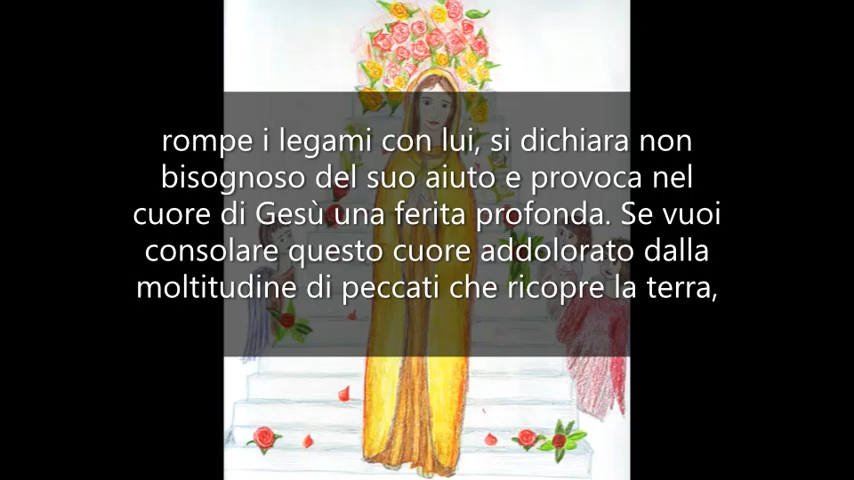 rompe i legami con lui, si dichiara non
bisognoso del suo aiuto e provoca nel
cuore di Gesù una ferita profonda. Se vuoi
consolare questo cuore addolorato dalla
moltitudine di peccati che ricopre la terra,